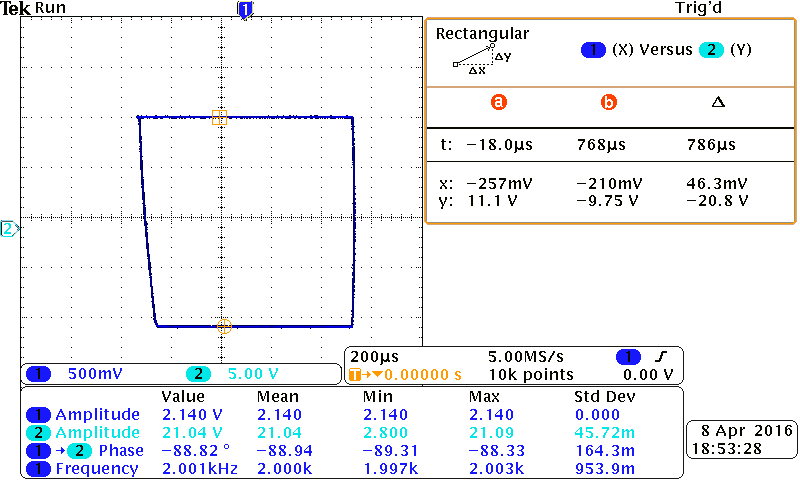 Tek Run Trig'd
1
Rectangular
Δy
Δx
1 (X) Versus 2 (Y)
a b Δ
t: −18.0µs 768µs 786µs
x: −257mV −210mV 46.3mV
y: 11.1 V −9.75 V −20.8 V
2
1 500mV 2 5.00 V
200µs 5.00MS/s 1
T 0.00000 s 10k points 0.00 V
Value Mean Min Max Std Dev
1 Amplitude 2.140 V 2.140 2.140 2.140 0.000
2 Amplitude 21.04 V 21.04 2.800 21.09 45.72m
1 → 2 Phase −88.82 ° −88.94 −89.31 −88.33 164.3m
1 Frequency 2.001kHz 2.000k 1.997k 2.003k 953.9m
8 Apr 2016
18:53:28